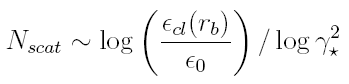 $N_{scat} \sim \log \left( \frac{\epsilon_{cl}(r_b)}{\epsilon_0} \right) / \log \gamma_\star^2$